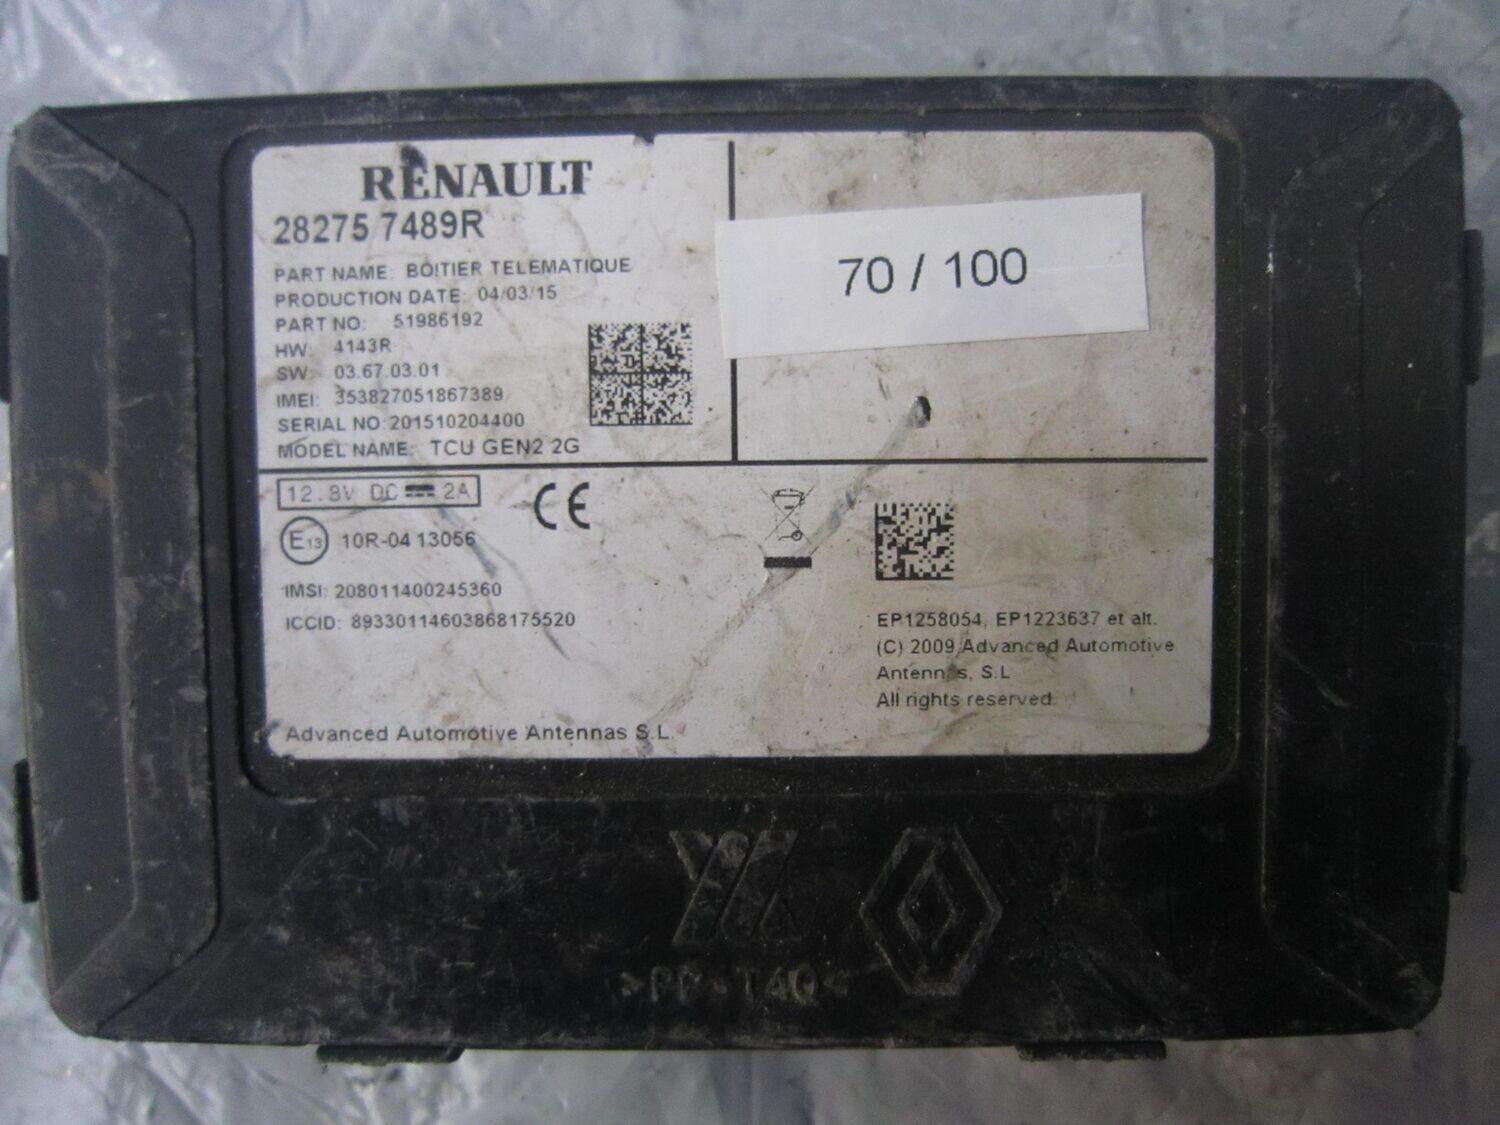 RENAULT
28275 7489R
PART NAME: BOITIER TELEMATIQUE
PRODUCTION DATE: 04/03/15
PART NO: 51986192
HW: 4143R
SW: 03.67.03.01
IMEI: 353827051867389
SERIAL NO:201510204400
MODEL NAME: TCU GEN2 2G
70 / 100
12.8V DC 2A
CE
E13 10R-04 13056
IMSI: 208011400245360
ICCID: 89330114603868175520
Advanced Automotive Antennas S.L.
EP1258054, EP1223637 et alt.
(C) 2009 Advanced Automotive
Antennas, S.L
All rights reserved.
>PP-T40<